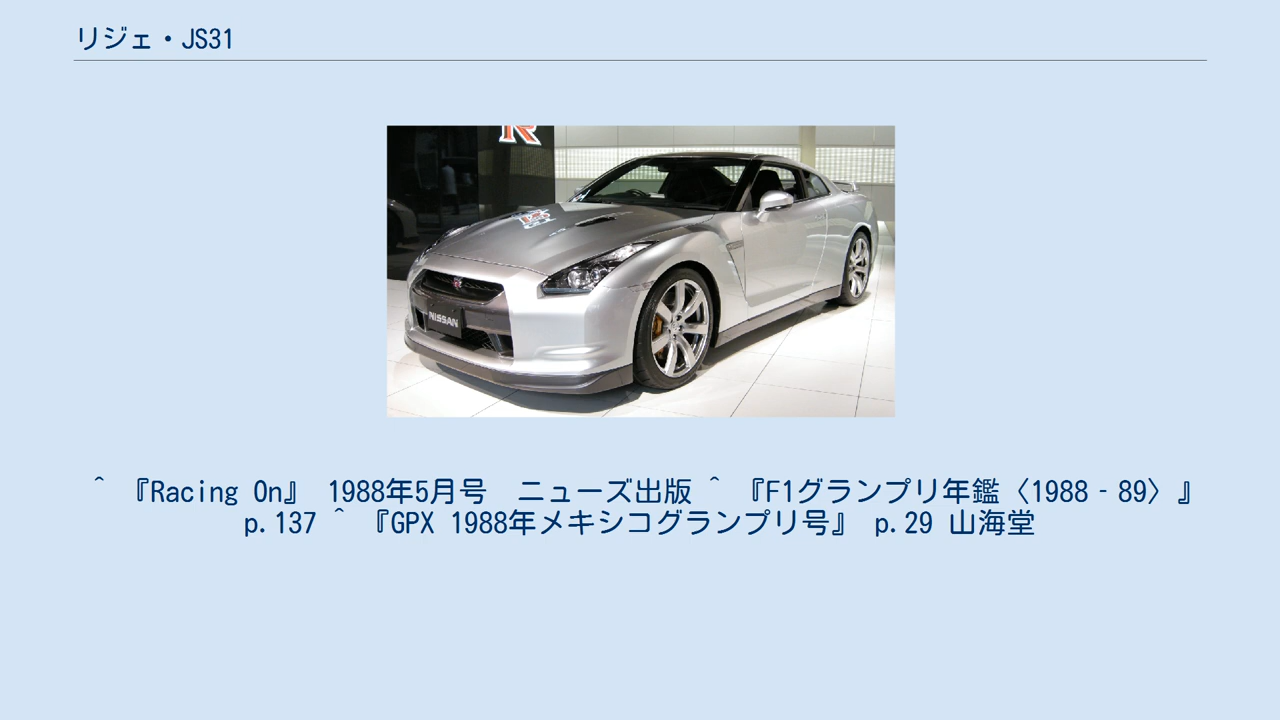 リジェ・JS31
R
NISSAN
^ 『Racing On』 1988年5月号　ニューズ出版 ^ 『F1グランプリ年鑑〈1988‐89〉』
p.137 ^ 『GPX 1988年メキシコグランプリ号』 p.29 山海堂